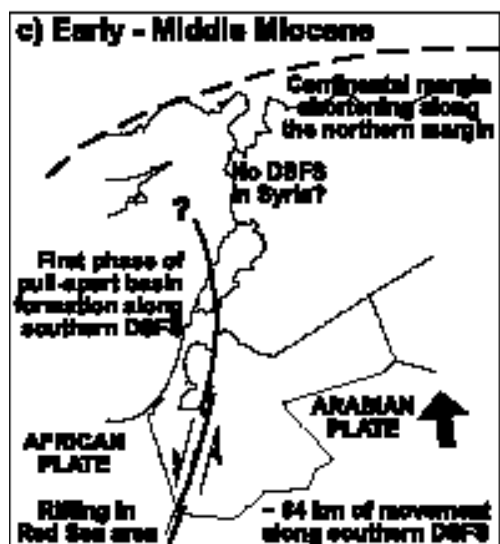 c) Early - Middle Miocene
Continental margin
shortening along
the northern margin
No DSFS
in Syria?
?
First phase of
pull-apart basin
formation along
southern DSFS
ARABIAN
PLATE
AFRICAN
PLATE
Rifting in
Red Sea area
~ 64 km of movement
along southern DSFS